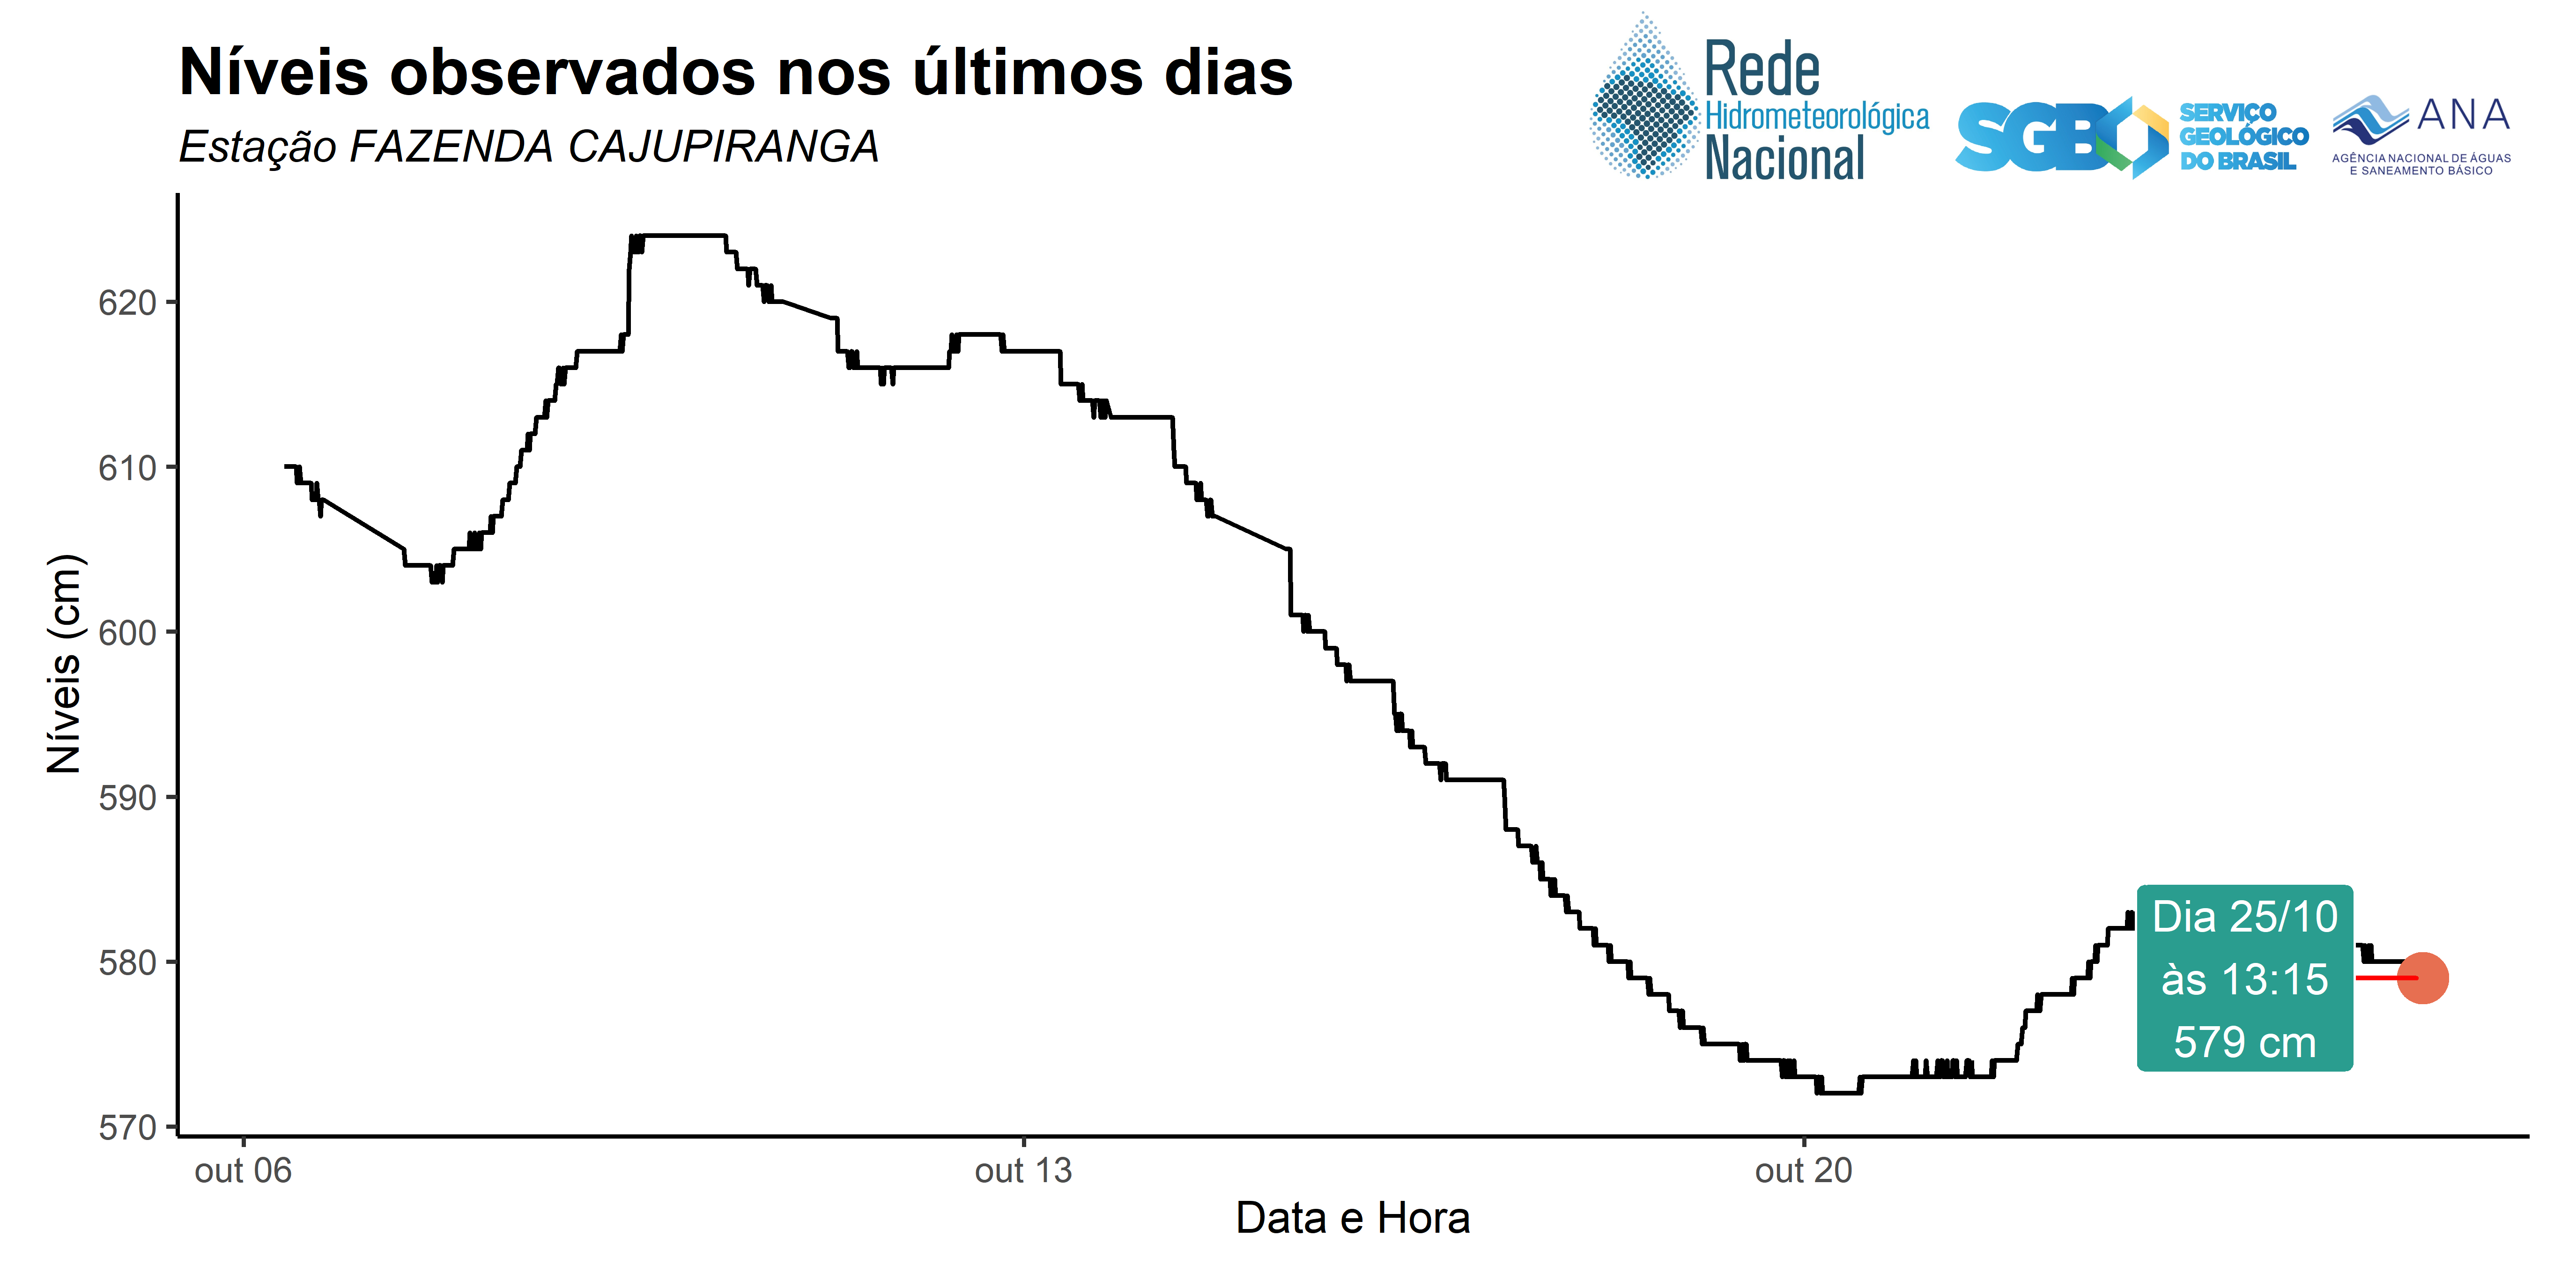 Níveis observados nos últimos dias
Estação FAZENDA CAJUPIRANGA
Rede
Hidrometeorológica
Nacional
SGB
SERVIÇO
GEOLÓGICO
DO BRASIL
ANA
AGÊNCIA NACIONAL DE ÁGUAS
E SANEAMENTO BÁSICO
Níveis (cm)
620
610
600
590
580
570
Dia 25/10
às 13:15
579 cm
out 06
out 13
out 20
Data e Hora